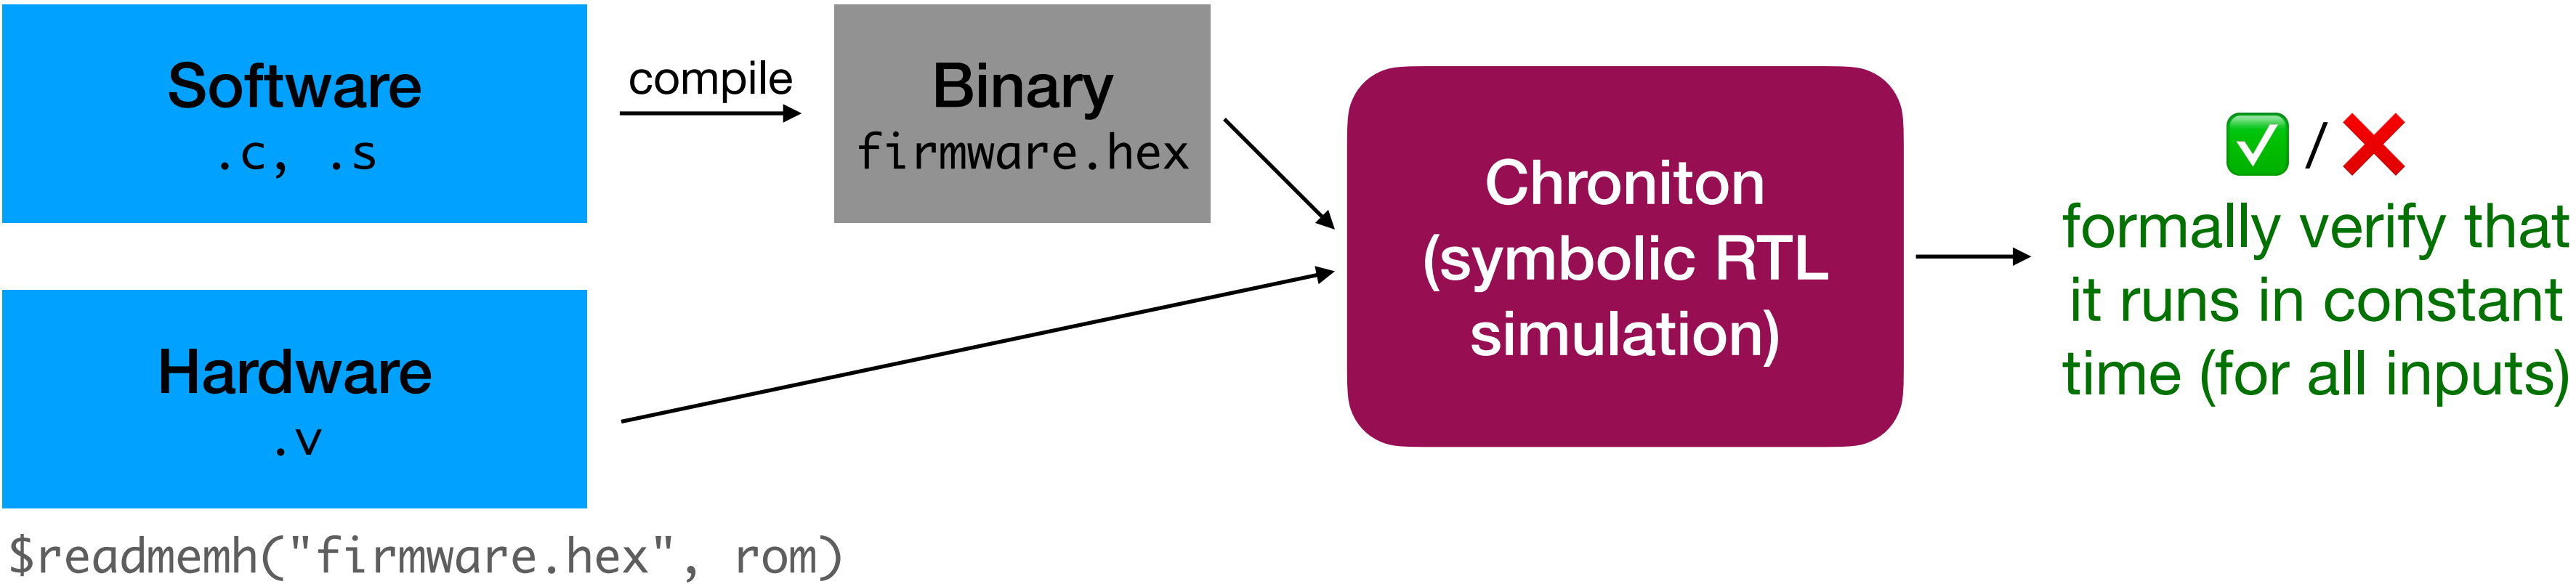 Software
.c, .s
compile
Binary
firmware.hex
Hardware
.v
$readmemh("firmware.hex", rom)
Chroniton
(symbolic RTL
simulation)
✅ / ❌
formally verify that
it runs in constant
time (for all inputs)